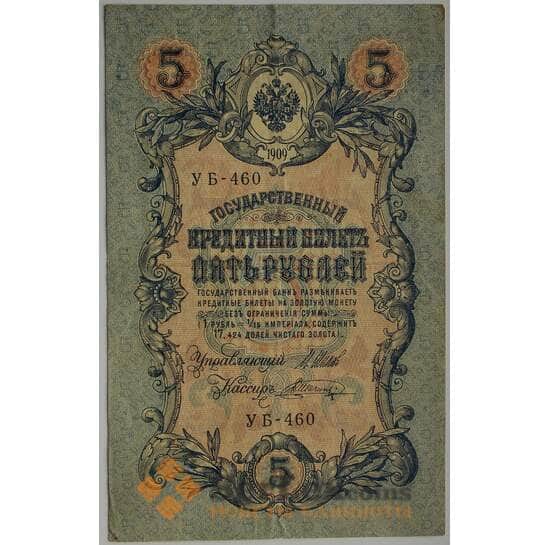 5 5
1909
УБ-460
ГОСУДАРСТВЕННЫЙ
КРЕДИТНЫЙ БИЛЕТЪ
ПЯТЬ РУБЛЕЙ
ГОСУДАРСТВЕННЫЙ БАНКЪ РАЗМѢНИВАЕТЪ
КРЕДИТНЫЕ БИЛЕТЫ НА ЗОЛОТУЮ МОНЕТУ
БЕЗЪ ОГРАНИЧЕНІЯ СУММЫ
(1 РУБЛЬ = 1/15 ИМПЕРІАЛА, СОДЕРЖИТЪ
17,424 ДОЛЕЙ ЧИСТАГО ЗОЛОТА).
Управляющій
Кассиръ
УБ-460
5